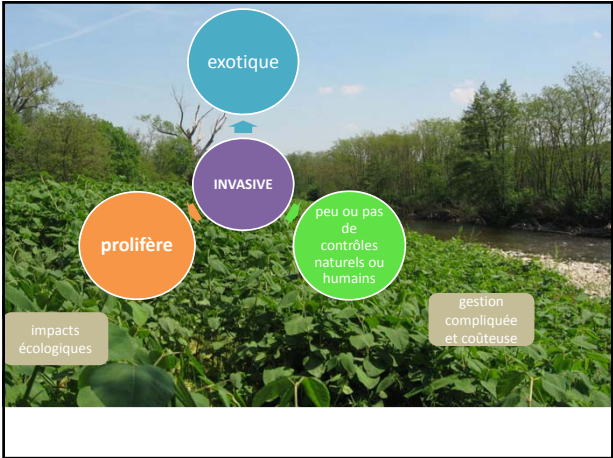 exotique
INVASIVE
prolifère
peu ou pas
de
contrôles
naturels ou
humains
impacts
écologiques
gestion
compliquée
et coûteuse